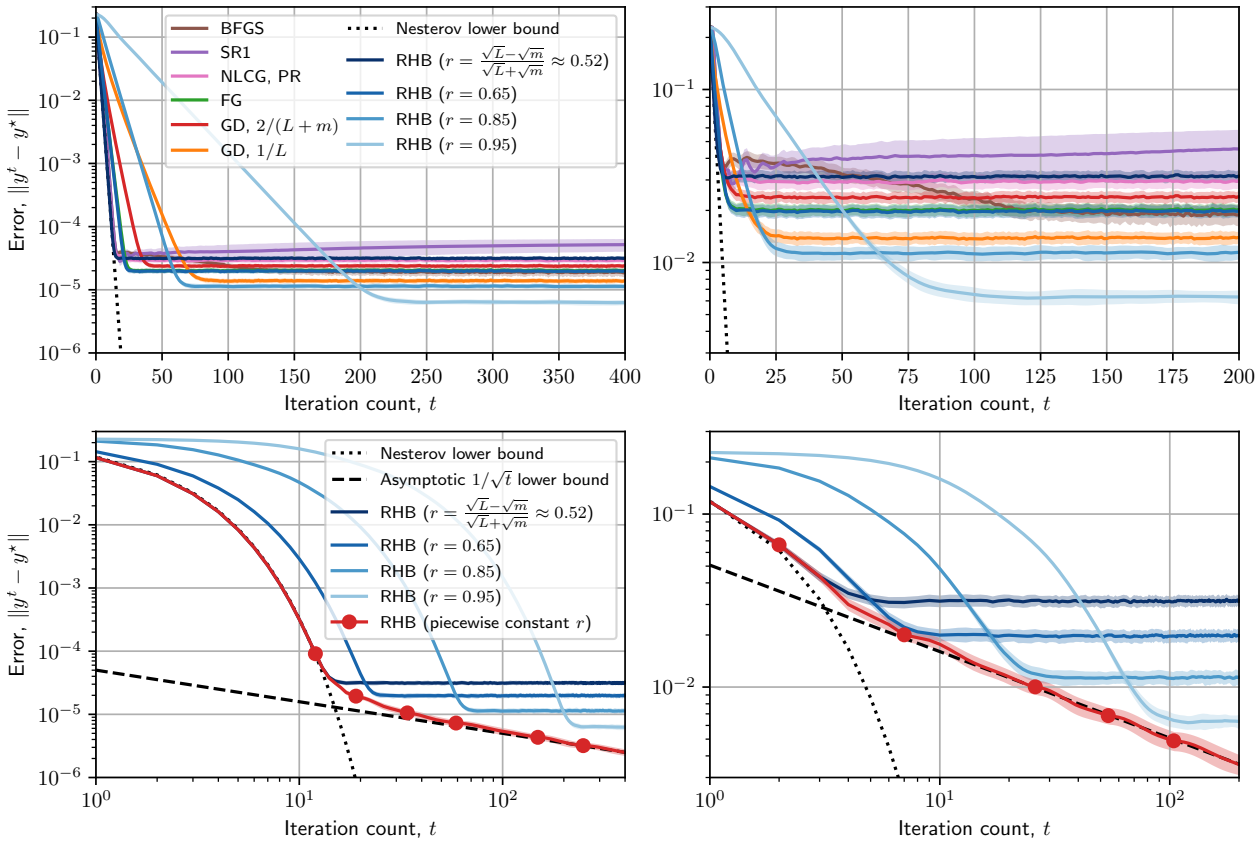 Error, ||y^t − y^⋆||
10^{-1}
10^{-2}
10^{-3}
10^{-4}
10^{-5}
10^{-6}
BFGS
SR1
NLCG, PR
FG
GD, 2/(L + m)
GD, 1/L
Nesterov lower bound
RHB (r = \frac{√L−√m}{√L+√m} ≈ 0.52)
RHB (r = 0.65)
RHB (r = 0.85)
RHB (r = 0.95)
0 50 100 150 200 250 300 350 400
Iteration count, t
10^{-1}
10^{-2}
0 25 50 75 100 125 150 175 200
Iteration count, t
Error, ||y^t − y^⋆||
10^{-1}
10^{-2}
10^{-3}
10^{-4}
10^{-5}
10^{-6}
Nesterov lower bound
Asymptotic 1/√t lower bound
RHB (r = \frac{√L−√m}{√L+√m} ≈ 0.52)
RHB (r = 0.65)
RHB (r = 0.85)
RHB (r = 0.95)
RHB (piecewise constant r)
10^0 10^1 10^2
Iteration count, t
10^{-1}
10^{-2}
10^0 10^1 10^2
Iteration count, t